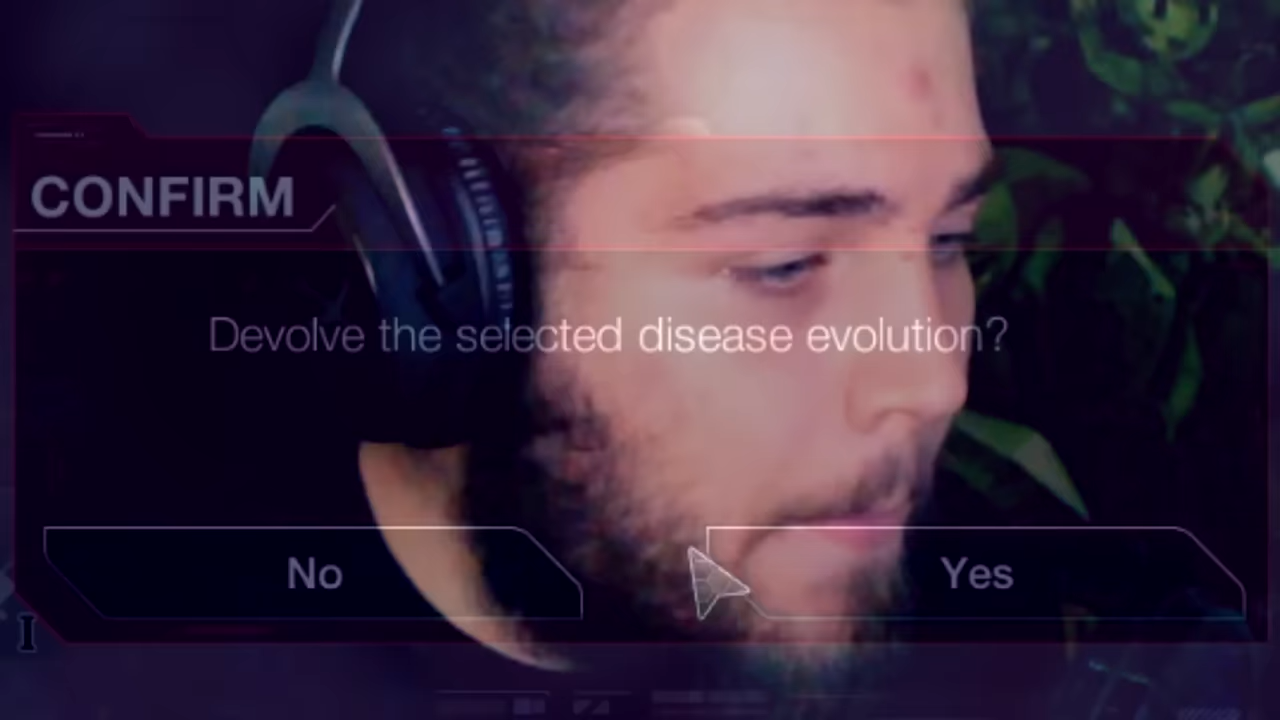 CONFIRM
Devolve the selected disease evolution?
No
Yes
I